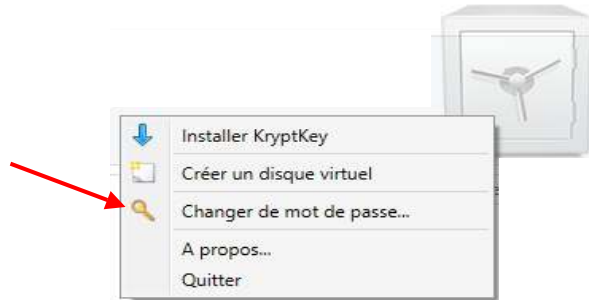 Installer KryptKey
Créer un disque virtuel
Changer de mot de passe...
A propos...
Quitter